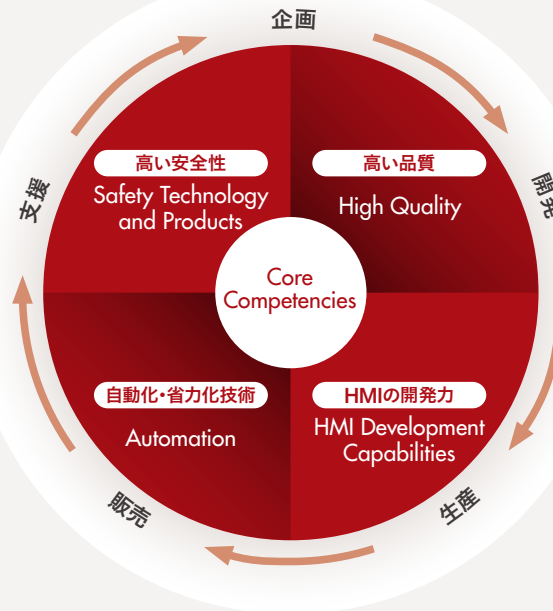 企画
高い安全性
Safety Technology
and Products
高い品質
High Quality
支援
開発
Core
Competencies
自動化・省力化技術
Automation
HMIの開発力
HMI Development
Capabilities
販売
生産